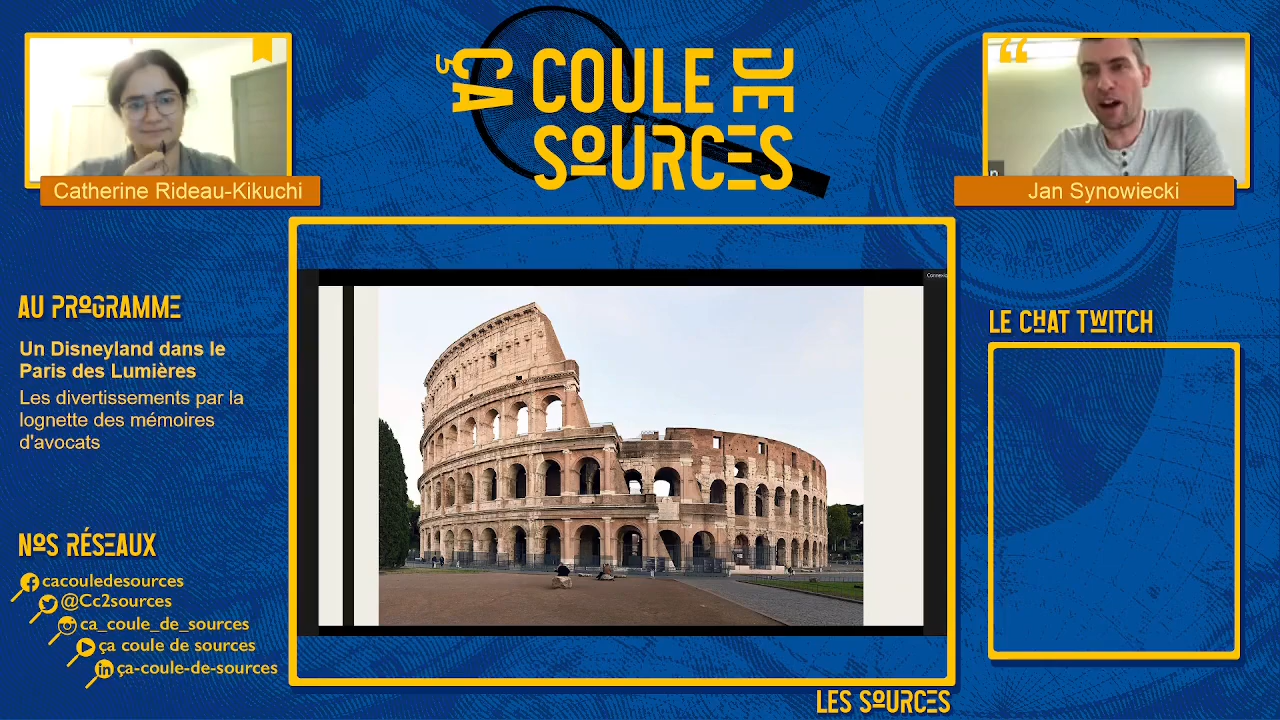 ÇA COULE DE
SOURCES
Catherine Rideau-Kikuchi
Jan Synowiecki
AU PROGRAMME
Un Disneyland dans le
Paris des Lumières
Les divertissements par la
lognette des mémoires
d'avocats
NOS RÉSEAUX
cacouledesources
@Cc2sources
ca_coule_de_sources
ça coule de sources
ça-coule-de-sources
LE CHAT TWITCH
LES SOURCES